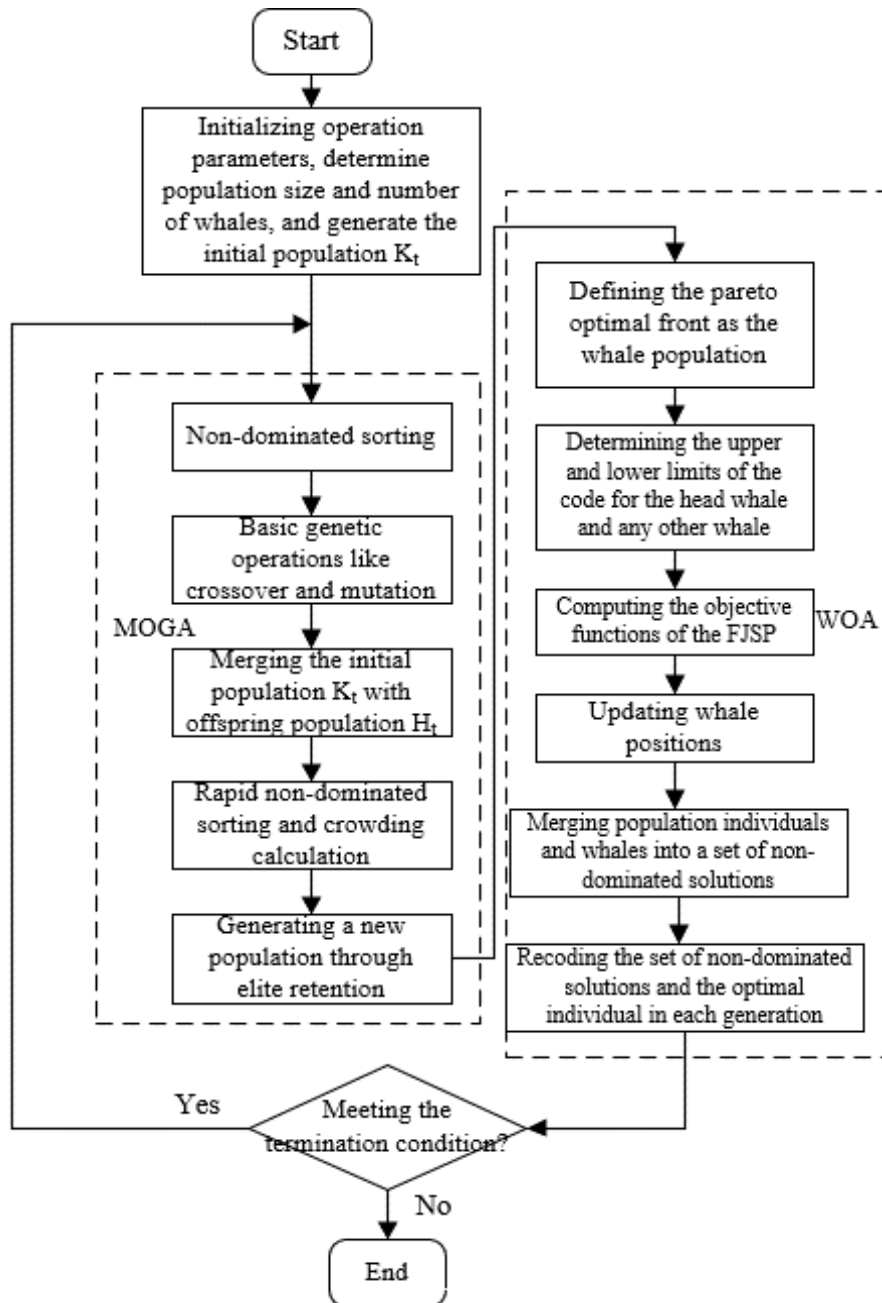 Start
Initializing operation
parameters, determine
population size and number
of whales, and generate the
initial population Kt
Non-dominated sorting
Basic genetic
operations like
crossover and mutation
MOGA
Merging the initial
population Kt with
offspring population Ht
Rapid non-dominated
sorting and crowding
calculation
Generating a new
population through
elite retention
Defining the pareto
optimal front as the
whale population
Determining the upper
and lower limits of the
code for the head whale
and any other whale
Computing the objective
functions of the FJSP
WOA
Updating whale
positions
Merging population individuals
and whales into a set of non-
dominated solutions
Recoding the set of non-dominated
solutions and the optimal
individual in each generation
Yes
Meeting the
termination condition?
No
End